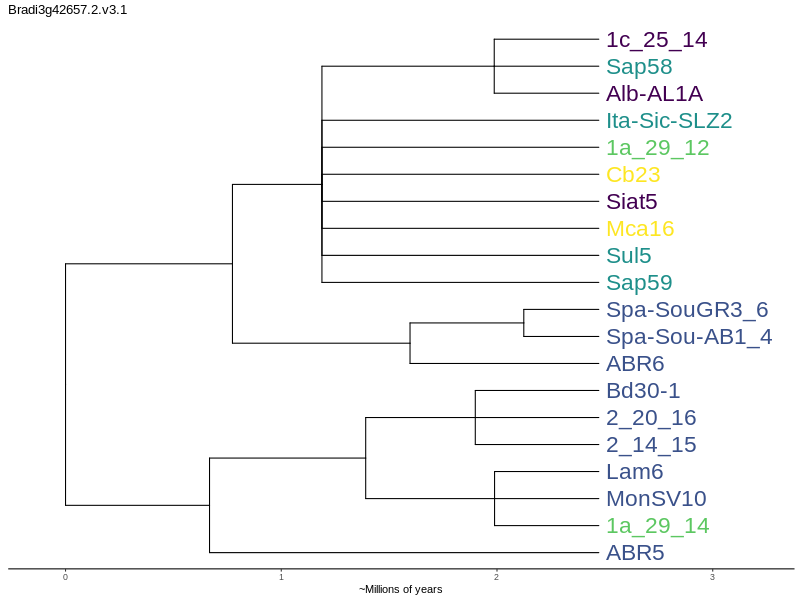 Bradi3g42657.2.v3.1
1c_25_14
Sap58
Alb-AL1A
Ita-Sic-SLZ2
1a_29_12
Cb23
Siat5
Mca16
Sul5
Sap59
Spa-SouGR3_6
Spa-Sou-AB1_4
ABR6
Bd30-1
2_20_16
2_14_15
Lam6
MonSV10
1a_29_14
ABR5
0 1 2 3
~Millions of years